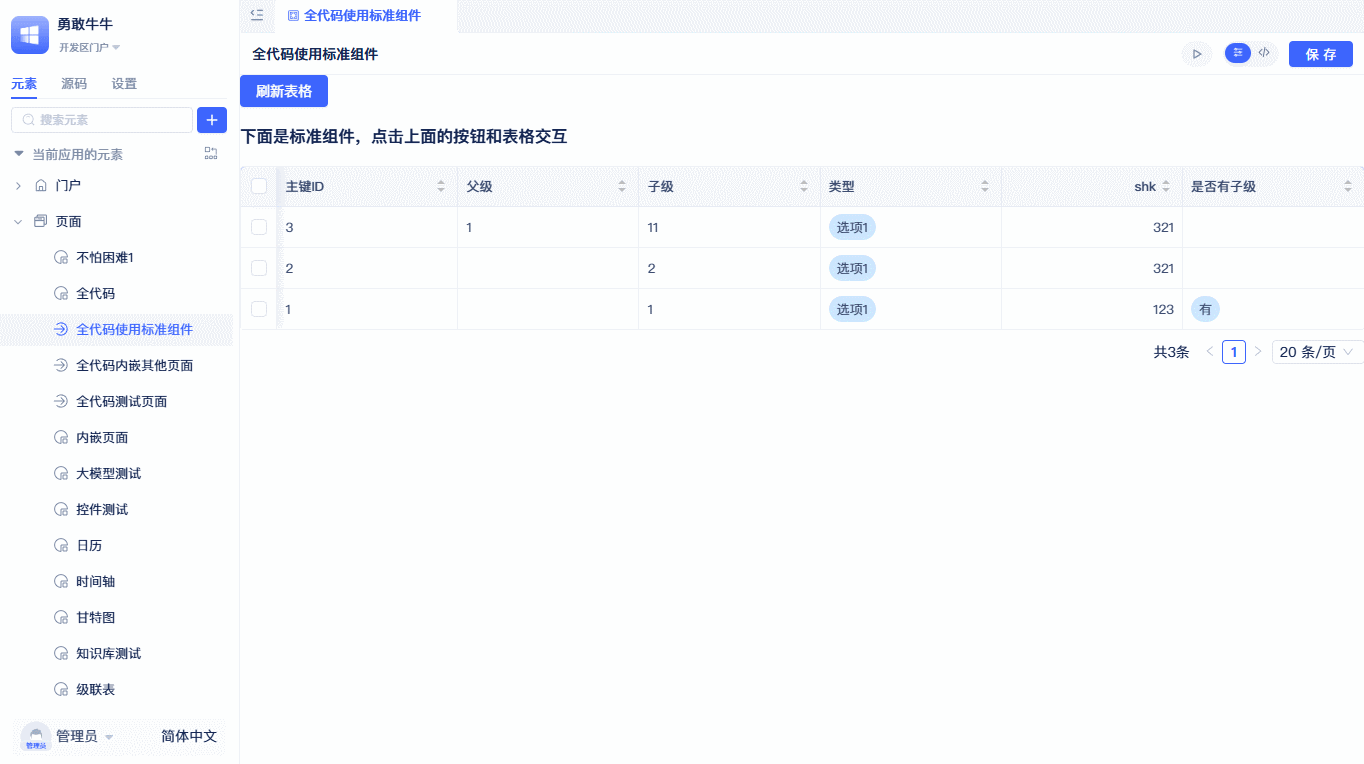 勇敢牛牛
开发区门户
元素 源码 设置
搜索元素
当前应用的元素
门户
页面
不怕困难1
全代码
全代码使用标准组件
全代码内嵌其他页面
全代码测试页面
内嵌页面
大模型测试
控件测试
日历
时间轴
甘特图
知识库测试
级联表
管理员
管理员 简体中文
全代码使用标准组件
全代码使用标准组件
保 存
刷新表格
下面是标准组件，点击上面的按钮和表格交互
主键ID 父级 子级 类型 shk 是否有子级
3 1 11 选项1 321
2 2 选项1 321
1 1 选项1 123 有
共3条 1 20 条/页